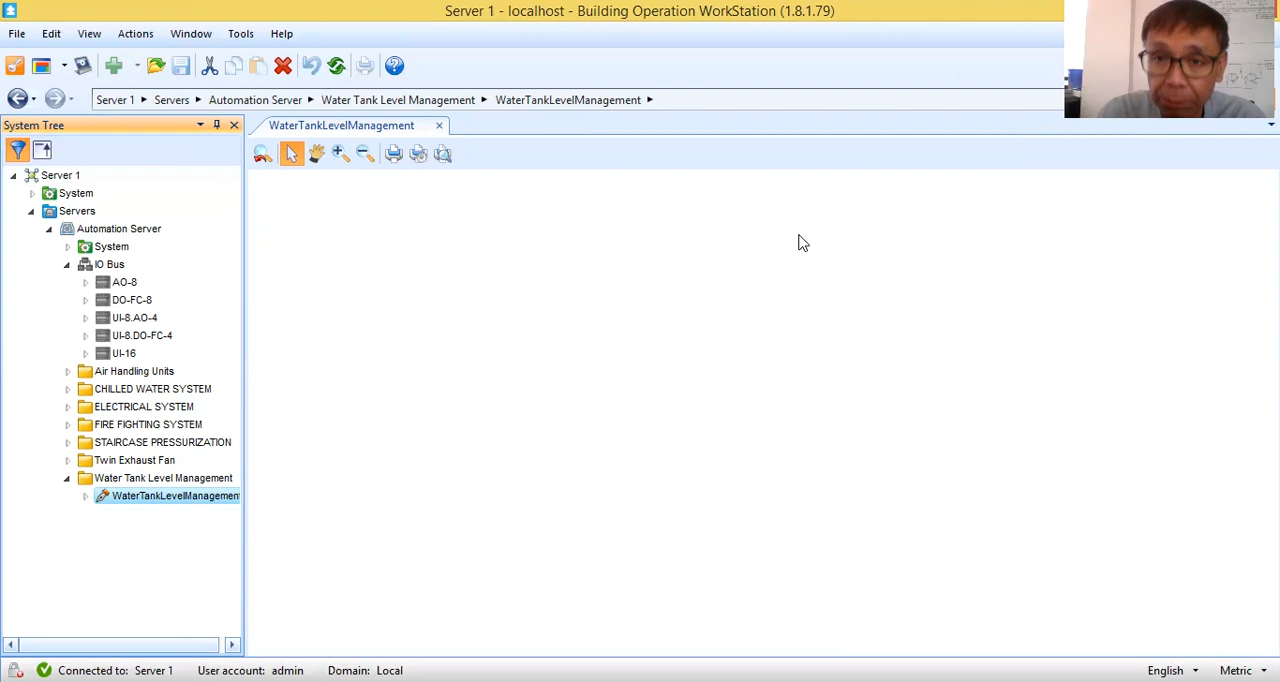 Server 1 - localhost - Building Operation WorkStation (1.8.1.79)
File Edit View Actions Window Tools Help
Server 1 Servers Automation Server Water Tank Level Management WaterTankLevelManagement
System Tree
WaterTankLevelManagement
Server 1
System
Servers
Automation Server
System
IO Bus
AO-8
DO-FC-8
UI-8.AO-4
UI-8.DO-FC-4
UI-16
Air Handling Units
CHILLED WATER SYSTEM
ELECTRICAL SYSTEM
FIRE FIGHTING SYSTEM
STAIRCASE PRESSURIZATION
Twin Exhaust Fan
Water Tank Level Management
WaterTankLevelManagemen
Connected to: Server 1 User account: admin Domain: Local English Metric